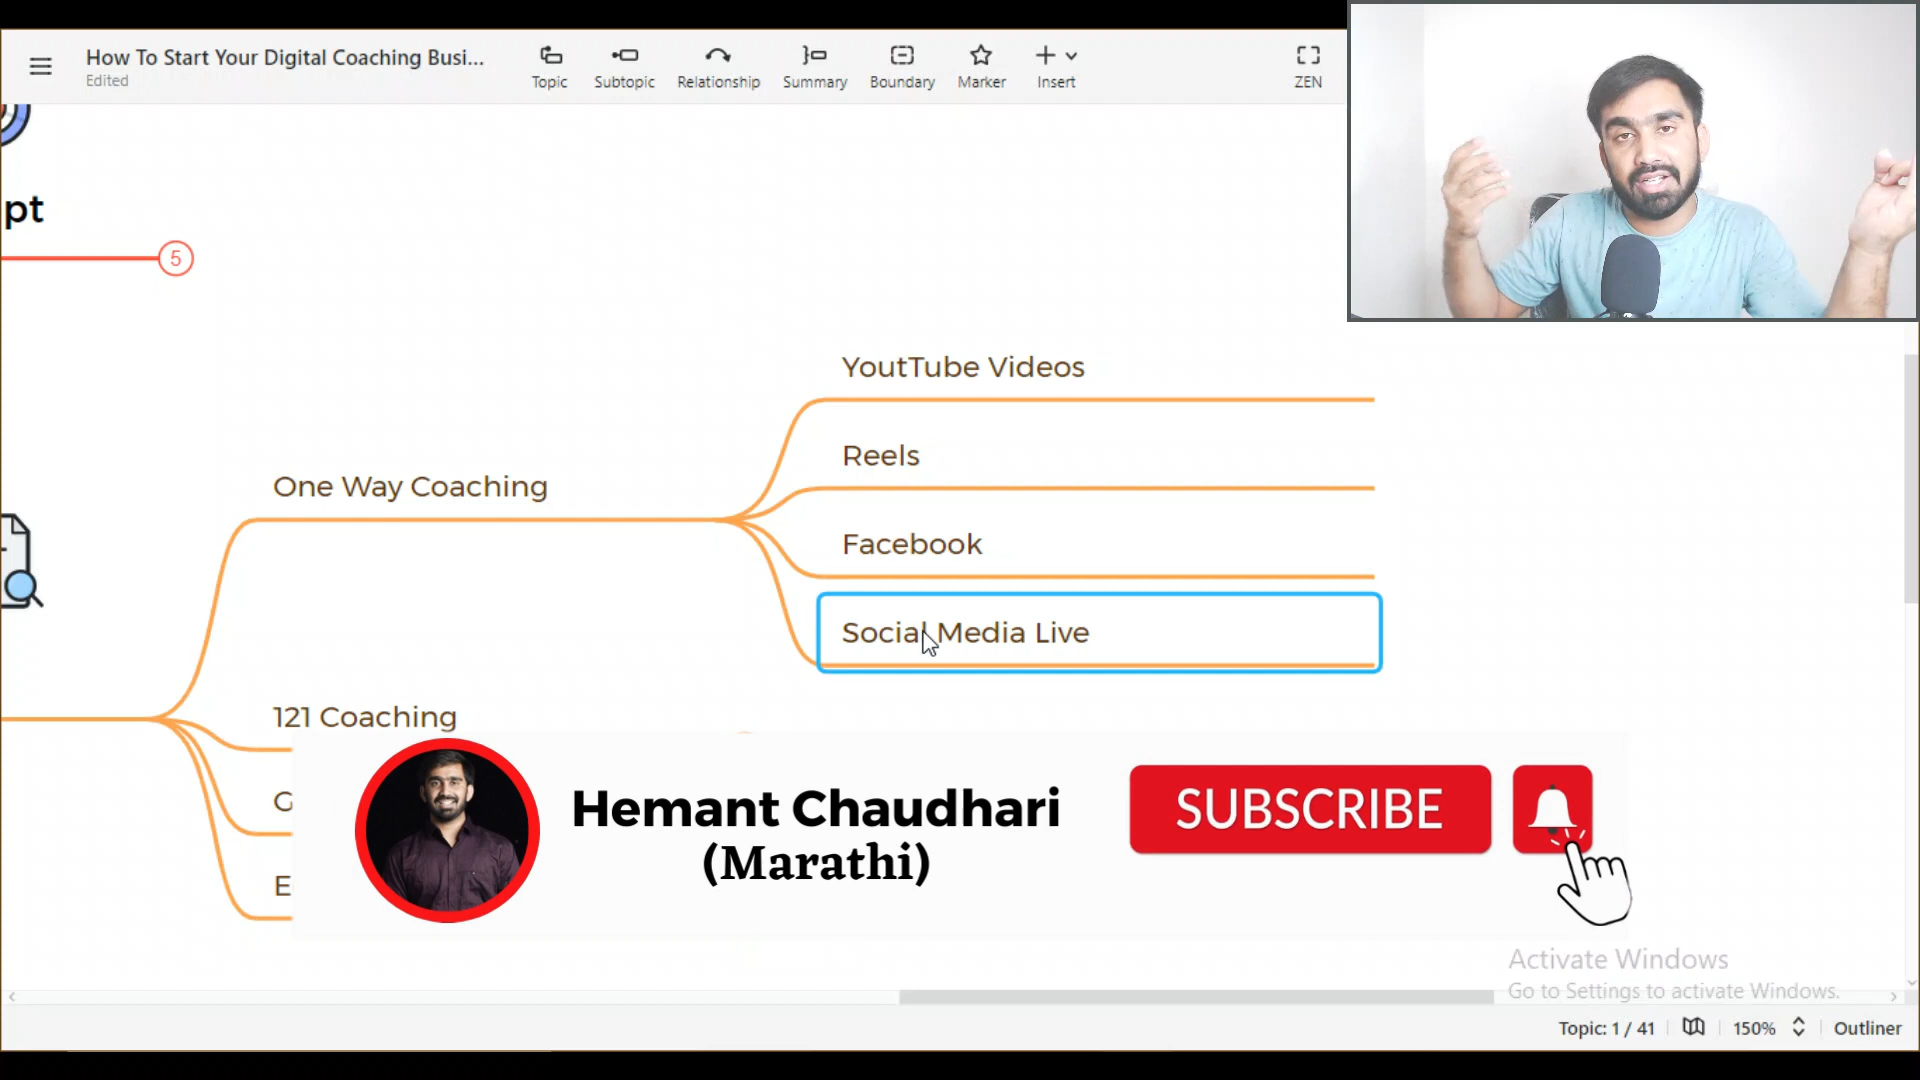 How To Start Your Digital Coaching Busi...
Edited
Topic
Subtopic
Relationship
Summary
Boundary
Marker
Insert
ZEN
pt
5
YoutTube Videos
Reels
One Way Coaching
Facebook
Social Media Live
121 Coaching
G
E
Hemant Chaudhari
(Marathi)
SUBSCRIBE
Activate Windows
Go to Settings to activate Windows.
Topic: 1 / 41
150%
Outliner